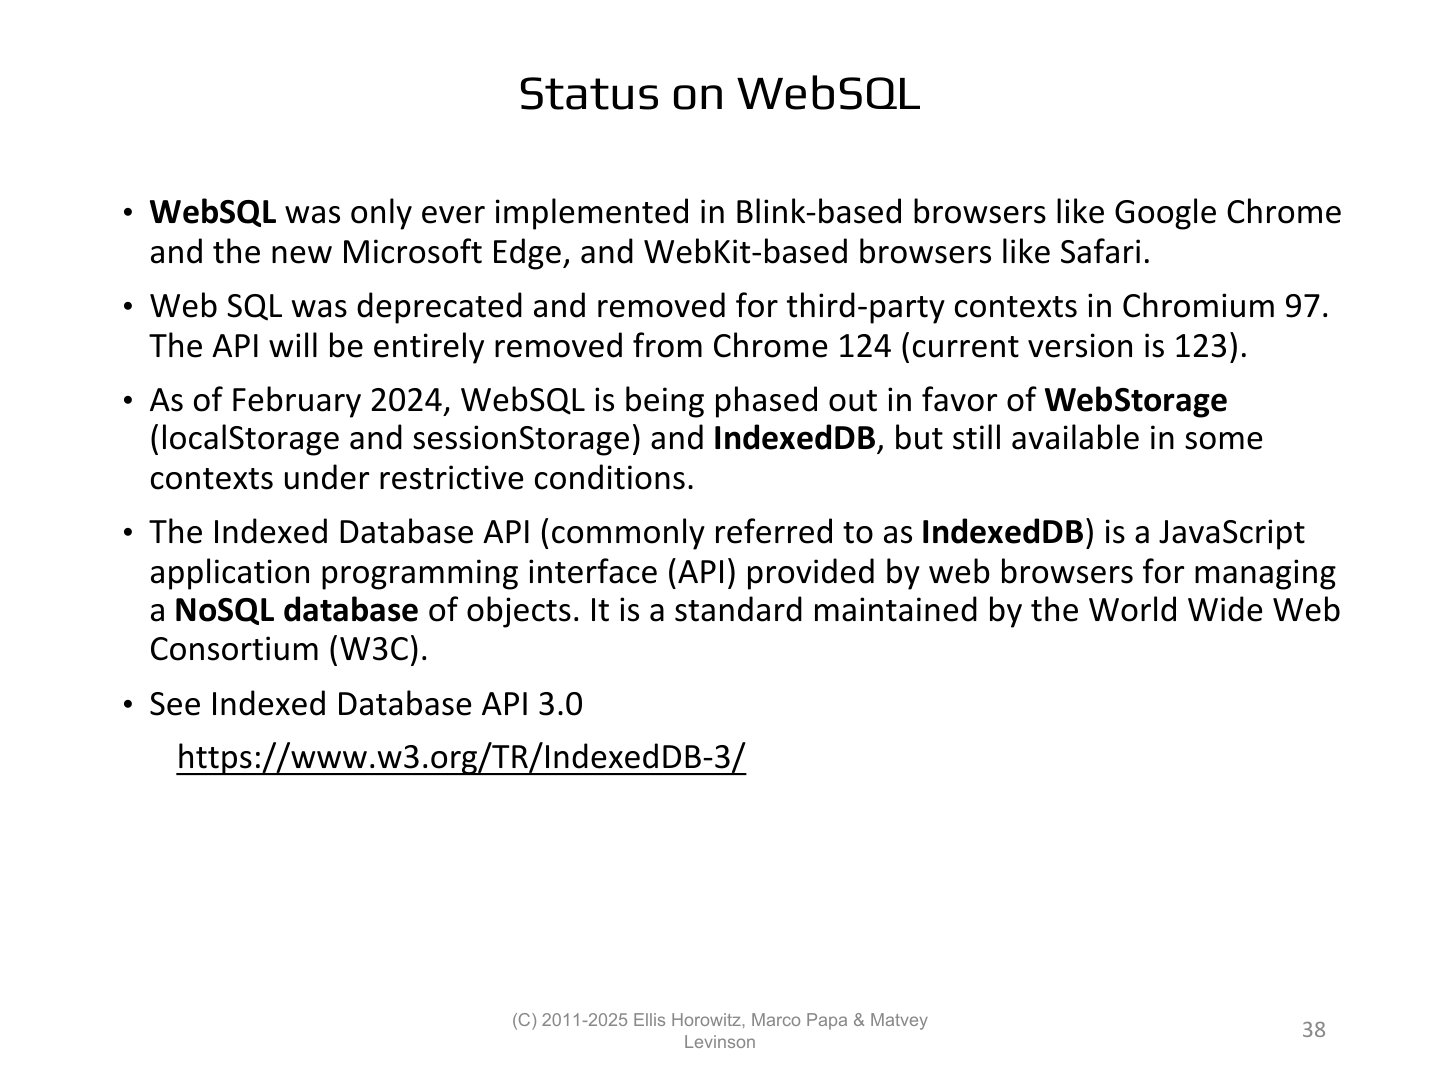 Status on WebSQL
• WebSQL was only ever implemented in Blink-based browsers like Google Chrome
and the new Microsoft Edge, and WebKit-based browsers like Safari.
• Web SQL was deprecated and removed for third-party contexts in Chromium 97.
The API will be entirely removed from Chrome 124 (current version is 123).
• As of February 2024, WebSQL is being phased out in favor of WebStorage
(localStorage and sessionStorage) and IndexedDB, but still available in some
contexts under restrictive conditions.
• The Indexed Database API (commonly referred to as IndexedDB) is a JavaScript
application programming interface (API) provided by web browsers for managing
a NoSQL database of objects. It is a standard maintained by the World Wide Web
Consortium (W3C).
• See Indexed Database API 3.0
https://www.w3.org/TR/IndexedDB-3/
(C) 2011-2025 Ellis Horowitz, Marco Papa & Matvey
Levinson
38